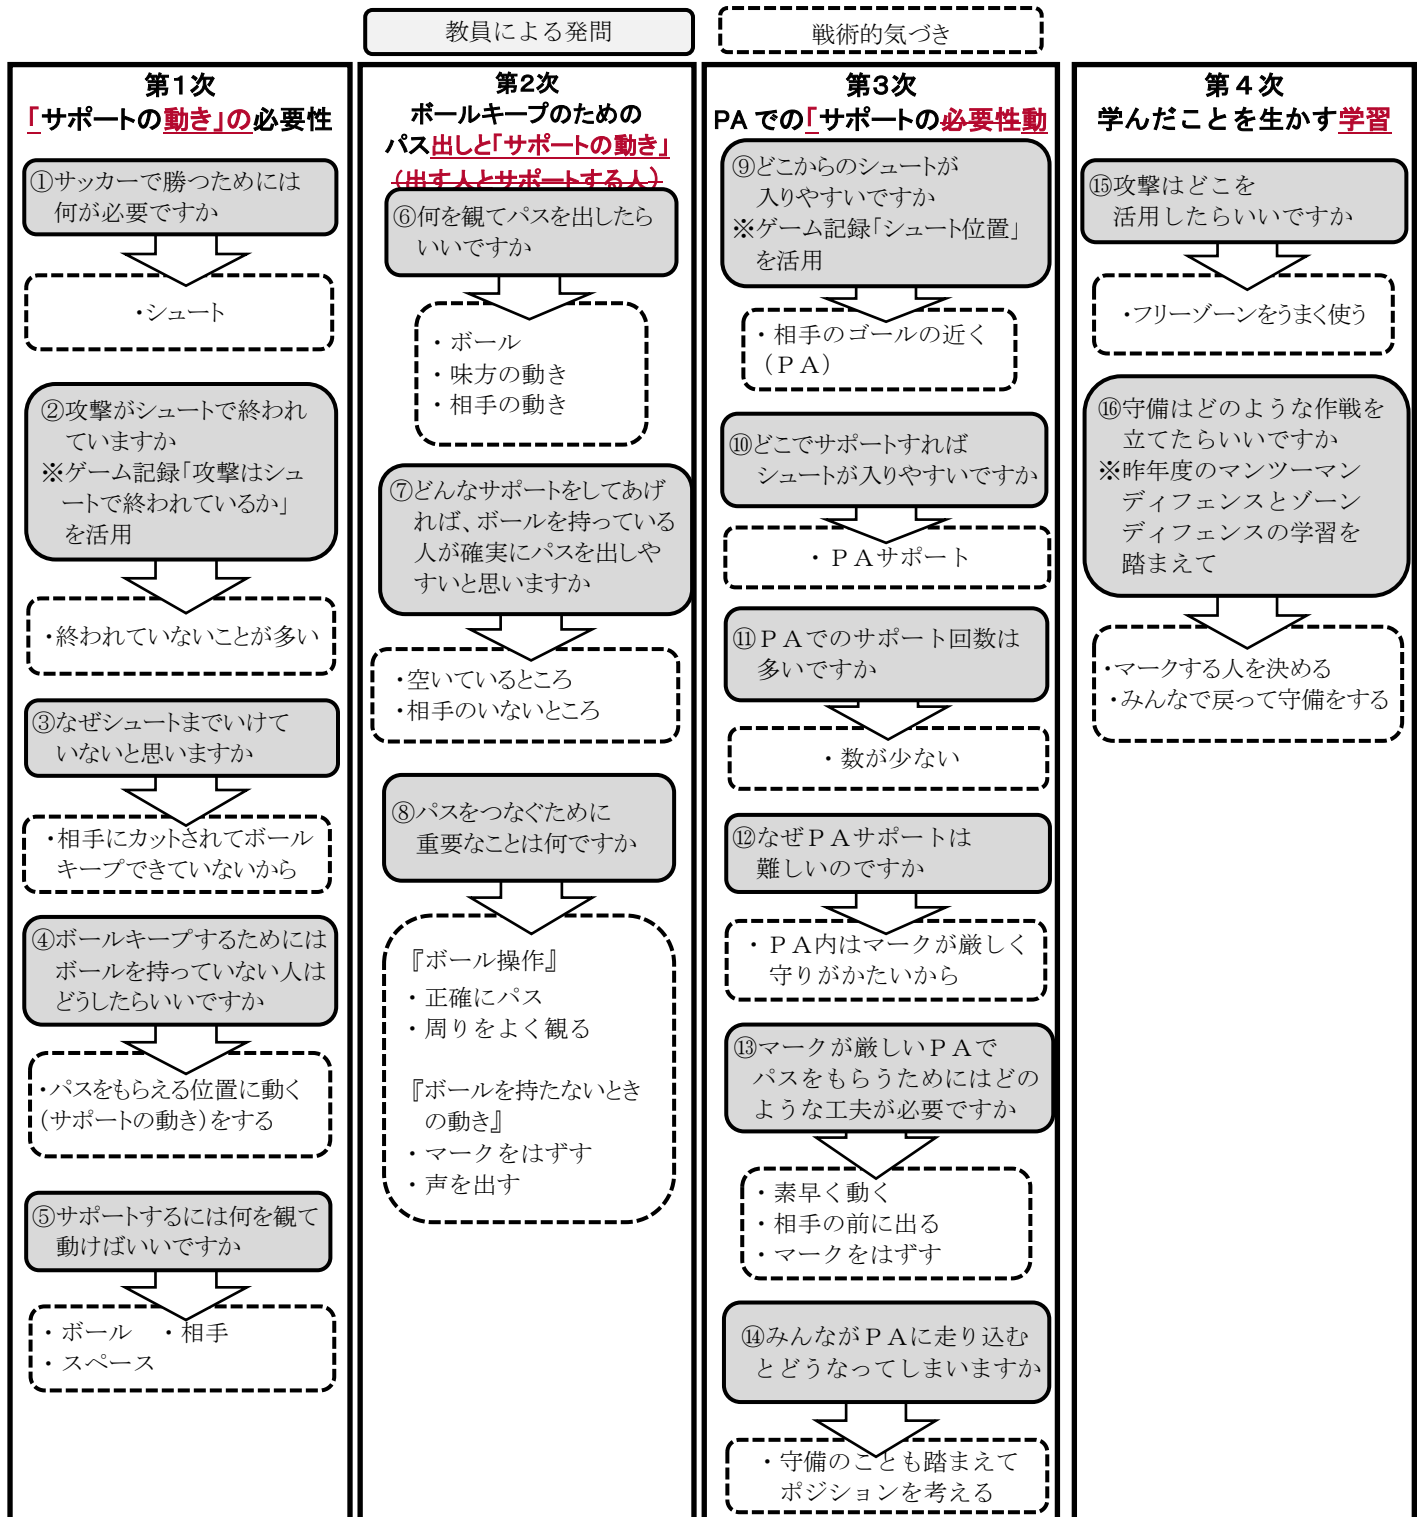 教員による発問
戦術的気づき
第1次
「サポートの動き」の必要性
①サッカーで勝つためには
何が必要ですか
・シュート
②攻撃がシュートで終われ
ていますか
※ゲーム記録「攻撃はシュ
ートで終われているか」
を活用
・終われていないことが多い
③なぜシュートまでいけて
いないと思いますか
・相手にカットされてボール
キープできていないから
④ボールキープするためには
ボールを持っていない人は
どうしたらいいですか
・パスをもらえる位置に動く
(サポートの動き)をする
⑤サポートするには何を観て
動けばいいですか
・ボール ・相手
・スペース
第2次
ボールキープのための
パス出しと「サポートの動き」
(出す人とサポートする人)
⑥何を観てパスを出したら
いいですか
・ボール
・味方の動き
・相手の動き
⑦どんなサポートをしてあげ
れば、ボールを持っている
人が確実にパスを出しや
すいと思いますか
・空いているところ
・相手のいないところ
⑧パスをつなぐために
重要なことは何ですか
『ボール操作』
・正確にパス
・周りをよく観る
『ボールを持たないとき
の動き』
・マークをはずす
・声を出す
第3次
PAでの「サポートの必要性動
⑨どこからのシュートが
入りやすいですか
※ゲーム記録「シュート位置」
を活用
・相手のゴールの近く
(PA)
⑩どこでサポートすれば
シュートが入りやすいですか
・PAサポート
⑪PAでのサポート回数は
多いですか
・数が少ない
⑫なぜPAサポートは
難しいのですか
・PA内はマークが厳しく
守りがかたいから
⑬マークが厳しいPAで
パスをもらうためにはどの
ような工夫が必要ですか
・素早く動く
・相手の前に出る
・マークをはずす
⑭みんながPAに走り込む
とどうなってしまいますか
・守備のことも踏まえて
ポジションを考える
第4次
学んだことを生かす学習
⑮攻撃はどこを
活用したらいいですか
・フリーゾーンをうまく使う
⑯守備はどのような作戦を
立てたらいいですか
※昨年度のマンツーマン
ディフェンスとゾーン
ディフェンスの学習を
踏まえて
・マークする人を決める
・みんなで戻って守備をする